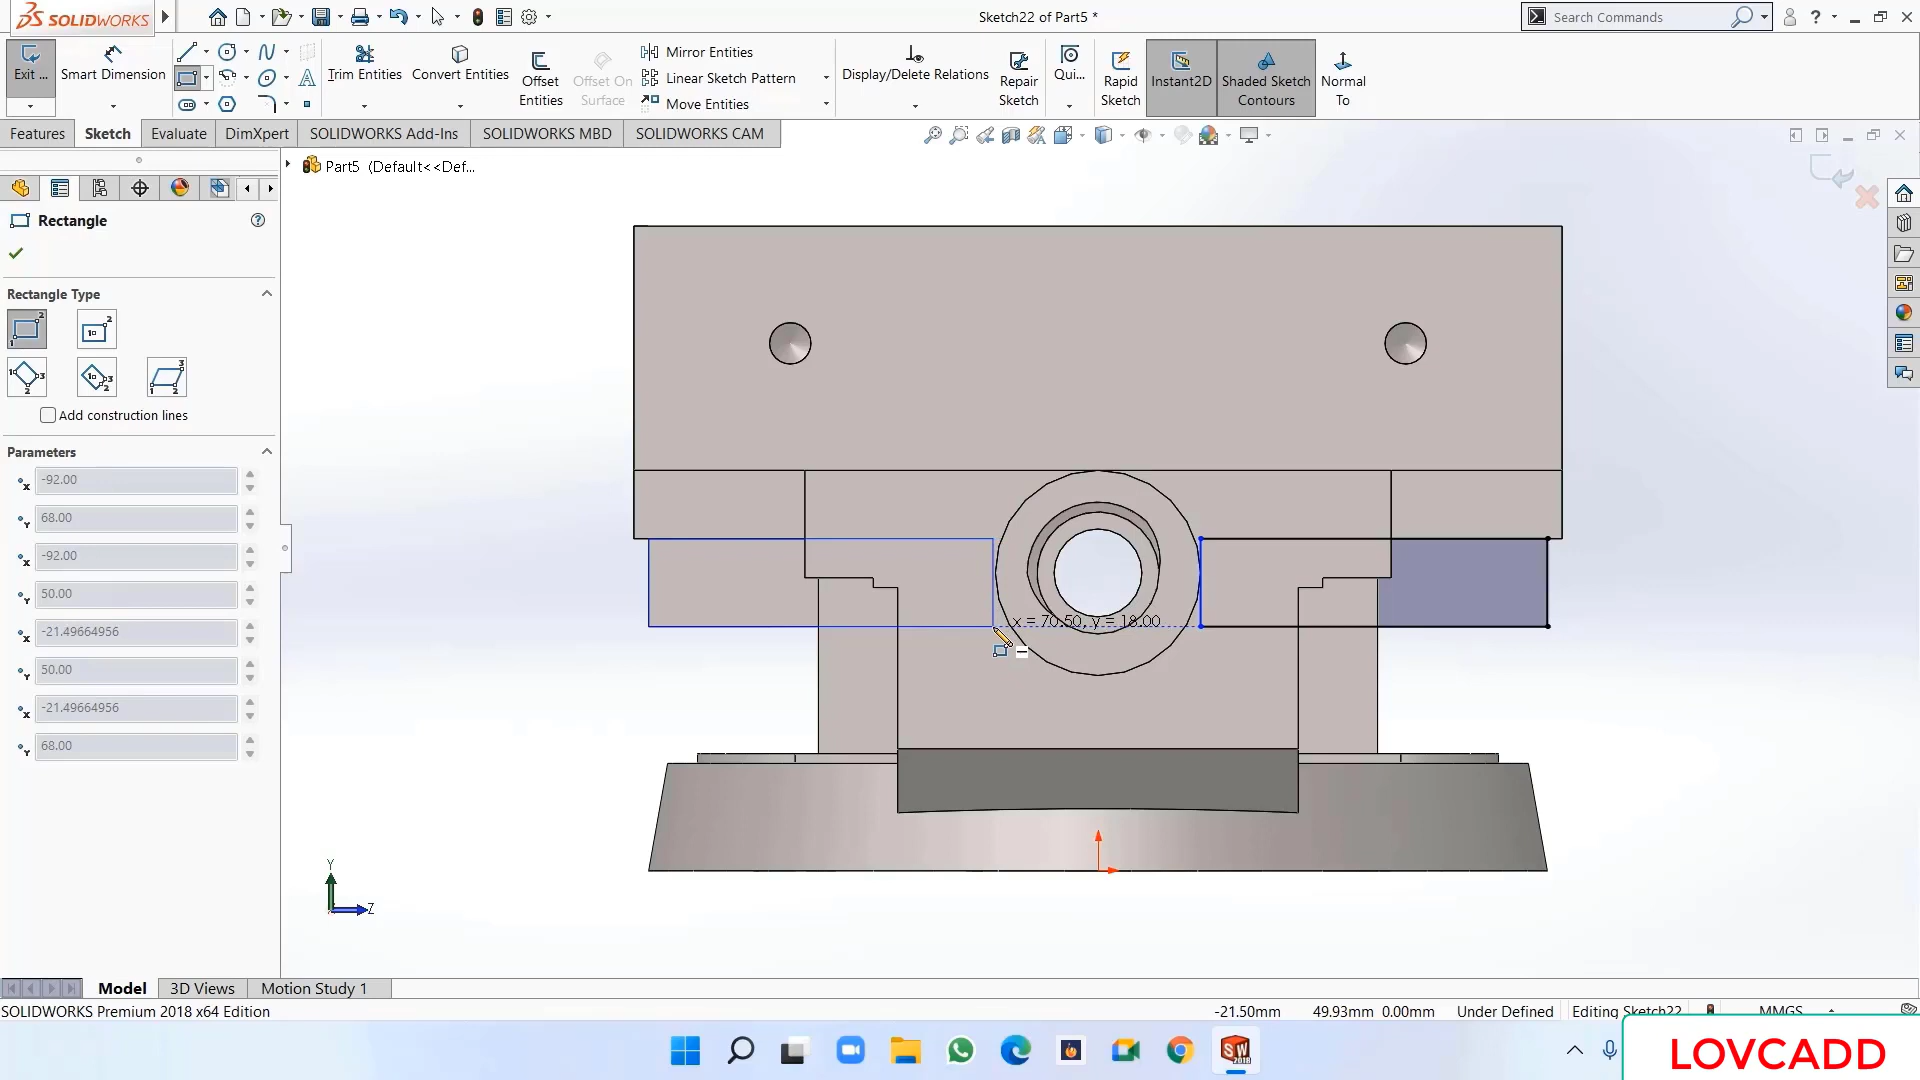 SOLIDWORKS
Sketch22 of Part5 *
Search Commands
Exit ...
Smart Dimension
Trim Entities
Convert Entities
Offset Entities
Offset On Surface
Mirror Entities
Linear Sketch Pattern
Move Entities
Display/Delete Relations
Repair Sketch
Qui...
Rapid Sketch
Instant2D
Shaded Sketch Contours
Normal To
Features
Sketch
Evaluate
DimXpert
SOLIDWORKS Add-Ins
SOLIDWORKS MBD
SOLIDWORKS CAM
Part5 (Default<<Def...
Rectangle
Rectangle Type
Add construction lines
Parameters
-92.00
68.00
-92.00
50.00
-21.49664956
50.00
-21.49664956
68.00
x = 70.50, y = 18.00
Y
Z
Model
3D Views
Motion Study 1
SOLIDWORKS Premium 2018 x64 Edition
-21.50mm
49.93mm 0.00mm
Under Defined
Editing Sketch22
MMGS
LOVCADD